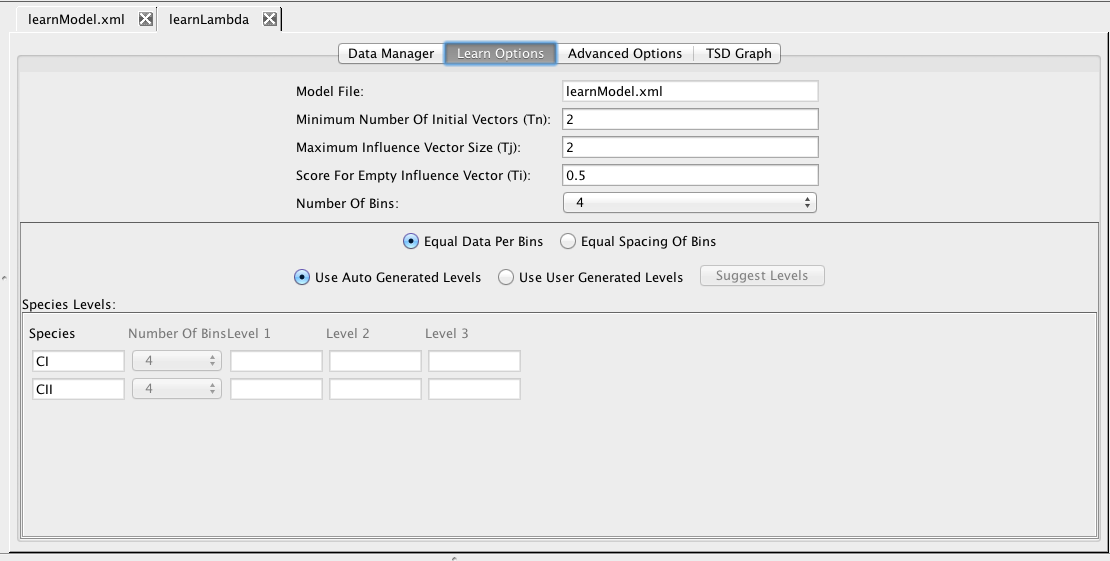 learnModel.xml learnLambda
Data Manager Learn Options Advanced Options TSD Graph
Model File: learnModel.xml
Minimum Number Of Initial Vectors (Tn): 2
Maximum Influence Vector Size (Tj): 2
Score For Empty Influence Vector (Ti): 0.5
Number Of Bins: 4
Equal Data Per Bins Equal Spacing Of Bins
Use Auto Generated Levels Use User Generated Levels Suggest Levels
Species Levels:
Species Number Of Bins Level 1 Level 2 Level 3
CI 4
CII 4